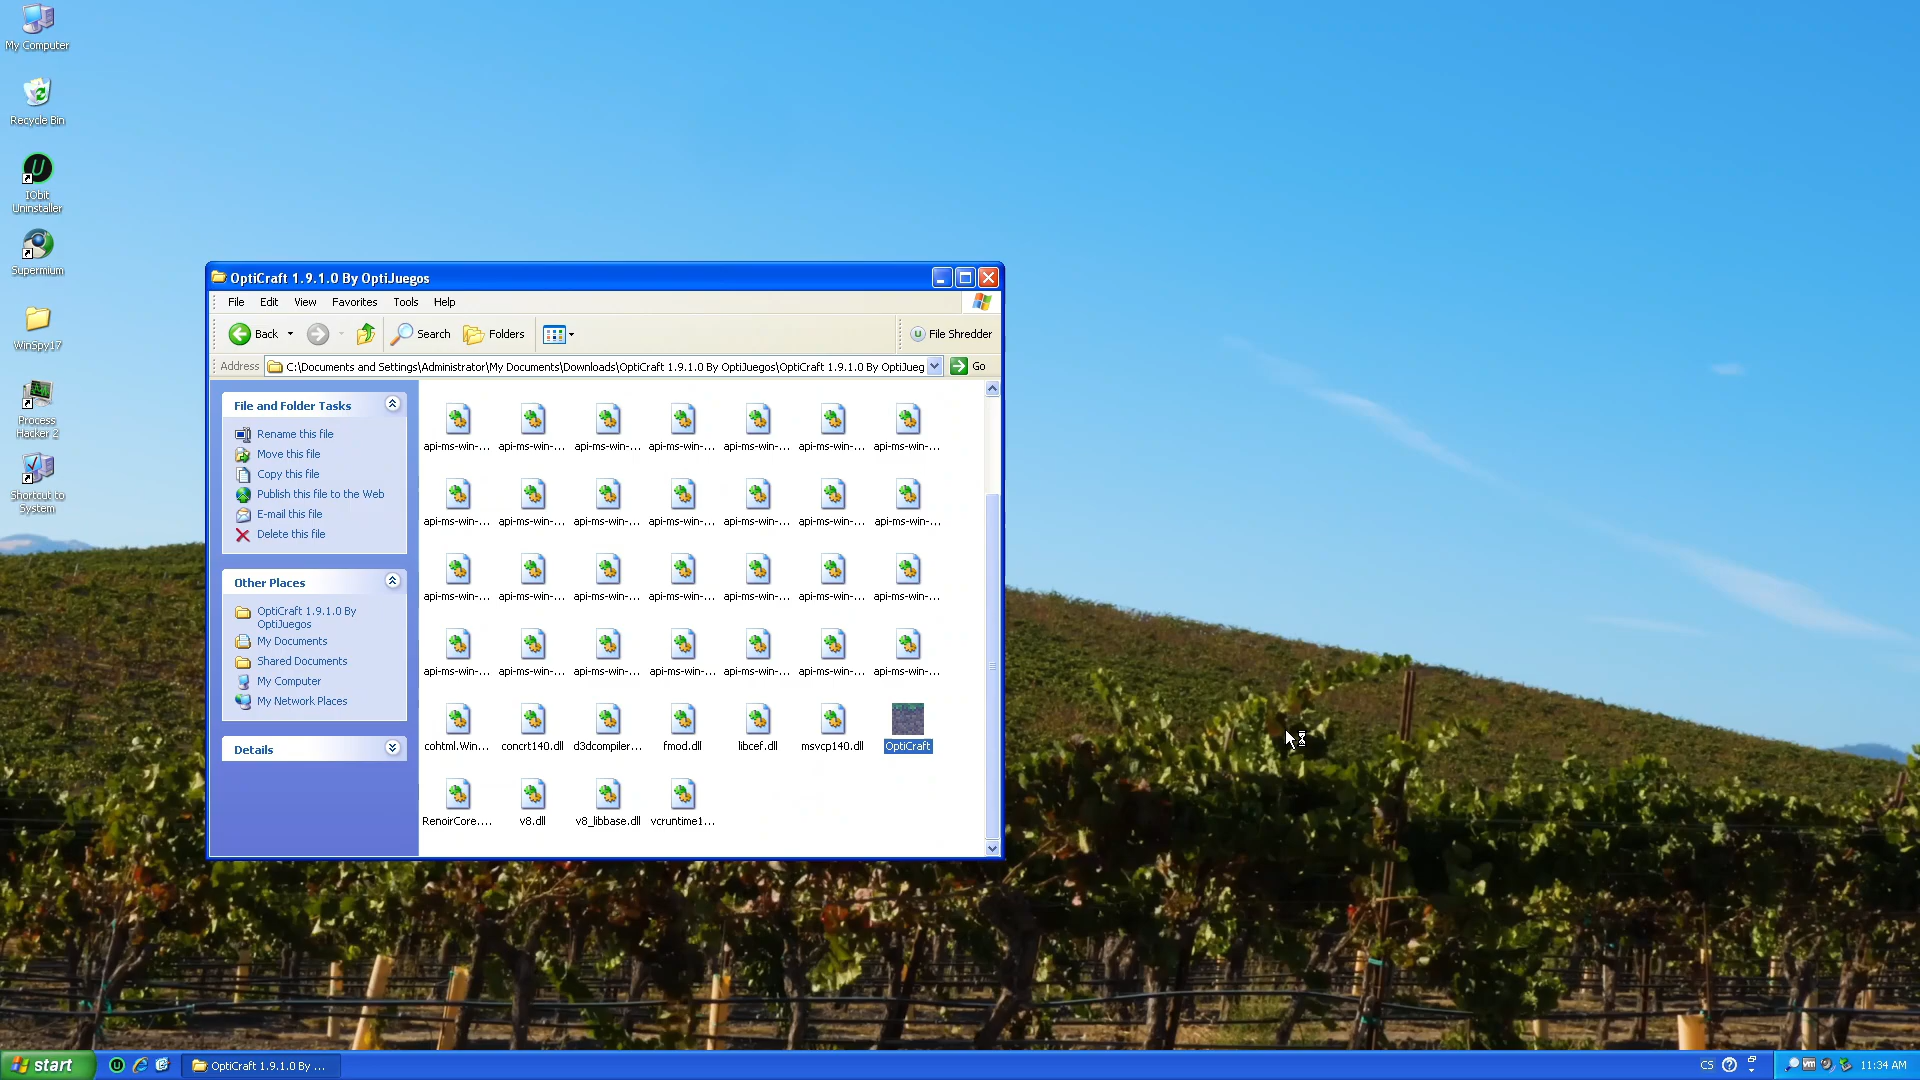 My Computer
Recycle Bin
IObit
Uninstaller
Supermium
WinSpy17
Process
Hacker 2
Shortcut to
System
OptiCraft 1.9.1.0 By OptiJuegos
File Edit View Favorites Tools Help
Back Search Folders File Shredder
Address C:\Documents and Settings\Administrator\My Documents\Downloads\OptiCraft 1.9.1.0 By OptiJuegos\OptiCraft 1.9.1.0 By OptiJueg Go
File and Folder Tasks
Rename this file
Move this file
Copy this file
Publish this file to the Web
E-mail this file
Delete this file
Other Places
OptiCraft 1.9.1.0 By
OptiJuegos
My Documents
Shared Documents
My Computer
My Network Places
Details
api-ms-win-... api-ms-win-... api-ms-win-... api-ms-win-... api-ms-win-... api-ms-win-... api-ms-win-...
api-ms-win-... api-ms-win-... api-ms-win-... api-ms-win-... api-ms-win-... api-ms-win-... api-ms-win-...
api-ms-win-... api-ms-win-... api-ms-win-... api-ms-win-... api-ms-win-... api-ms-win-... api-ms-win-...
api-ms-win-... api-ms-win-... api-ms-win-... api-ms-win-... api-ms-win-... api-ms-win-... api-ms-win-...
cohtml.Win... concrt140.dll d3dcompiler... fmod.dll libcef.dll msvcp140.dll OptiCraft
RenoirCore.... v8.dll v8_libbase.dll vcruntime1...
start OptiCraft 1.9.1.0 By ... CS 11:34 AM